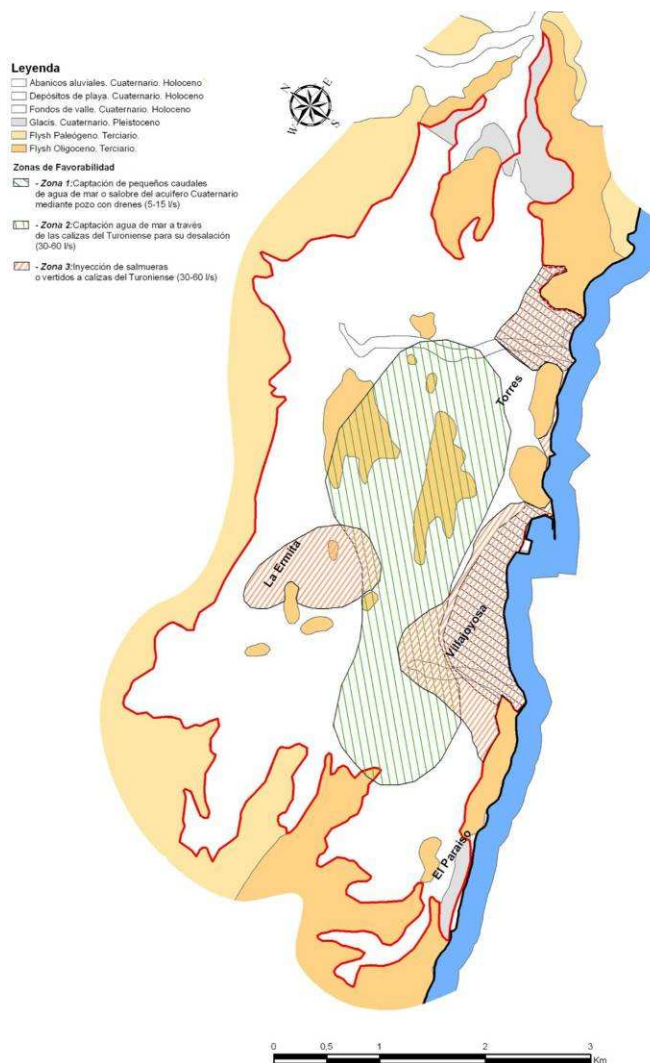 Leyenda
Abanicos aluviales. Cuaternario. Holoceno
Depósitos de playa. Cuaternario. Holoceno
Fondos de valle. Cuaternario. Holoceno
Glacis. Cuaternario. Pleistoceno
Flysh Paleógeno. Terciario.
Flysh Oligoceno. Terciario.
Zonas de Favorabilidad
- Zona 1:Captación de pequeños caudales
de agua de mar o salobre del acuífero Cuaternario
mediante pozo con drenes (5-15 l/s)
- Zona 2:Captación agua de mar a través
de las calizas del Turoniense para su desalación
(30-60 l/s)
- Zona 3:Inyección de salmueras
o vertidos a calizas del Turoniense (30-60 l/s)
N
E
W
S
Torres
La Ermita
Villajoyosa
El Paraiso
0 0,5 1 2 3
Km